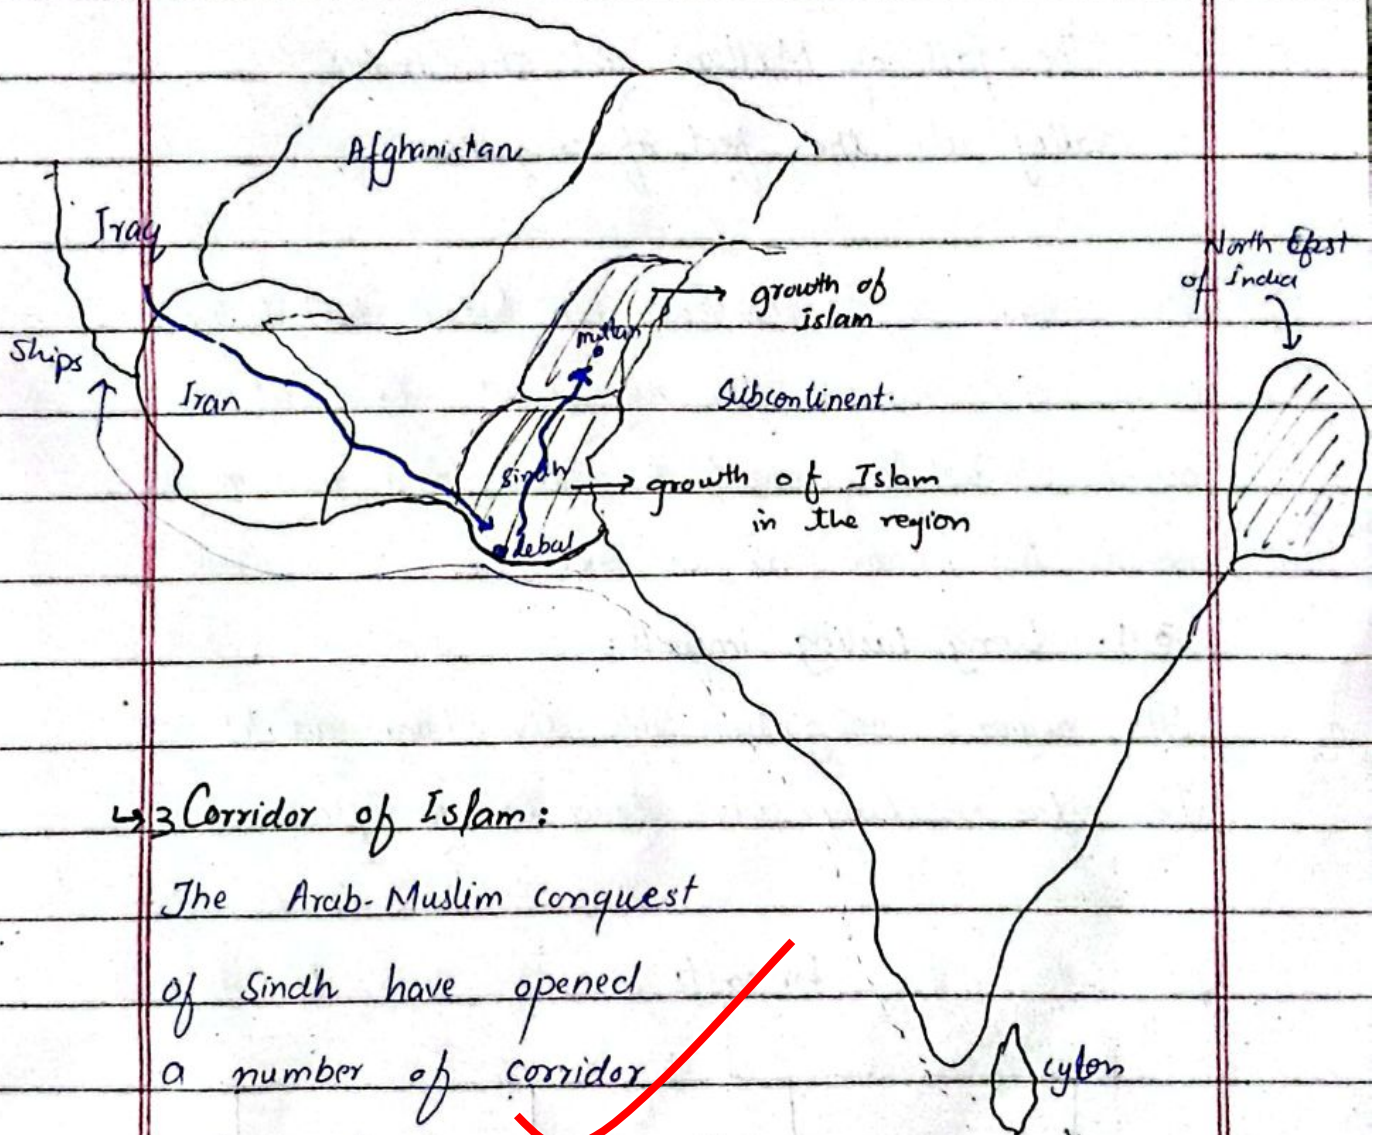 Afghanistan
Iraq
North East
of India
growth of
islam
multan
Ships
Iran
Subcontinent.
Sindh
growth of Islam
in the region
debal
↳3 Corridor of Islam:
The Arab-Muslim conquest
of Sindh have opened
a number of corridor
cylon